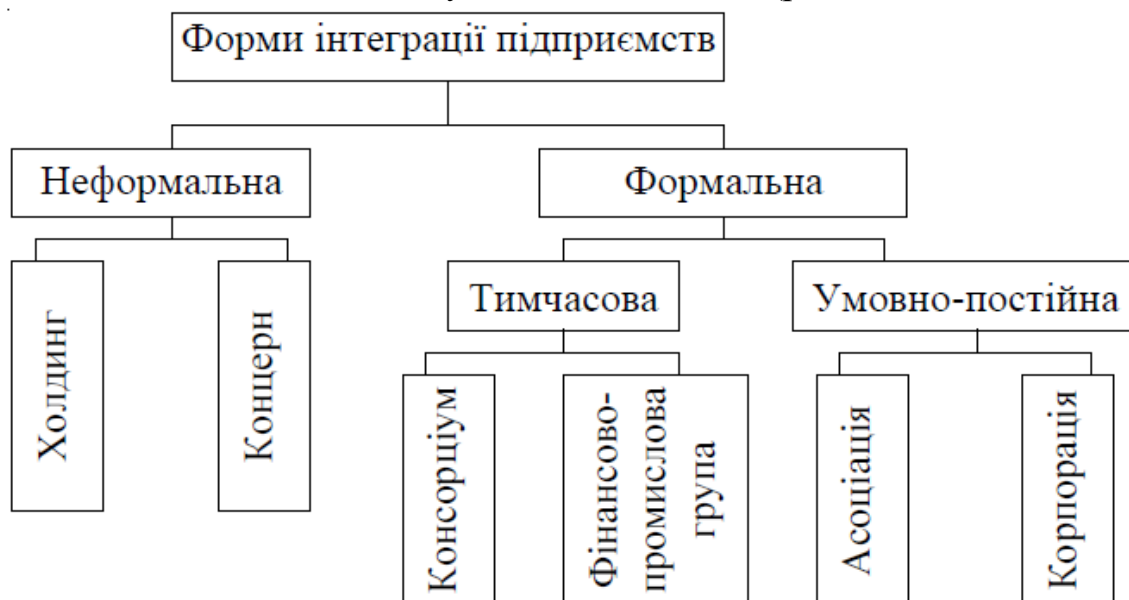 Форми інтеграції підприємств
Неформальна
Формальна
Тимчасова
Умовно-постійна
Холдинг
Концерн
Консорціум
Фінансово-
промислова
група
Асоціація
Корпорація